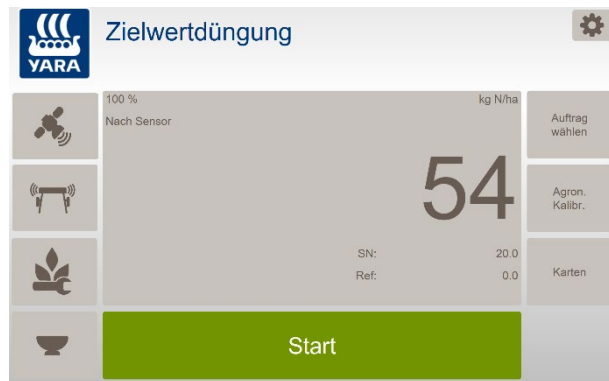 YARA
Zielwertdüngung
100 %
kg N/ha
Nach Sensor
54
SN:
20.0
Ref:
0.0
Auftrag
wählen
Agron.
Kalibr.
Karten
Start